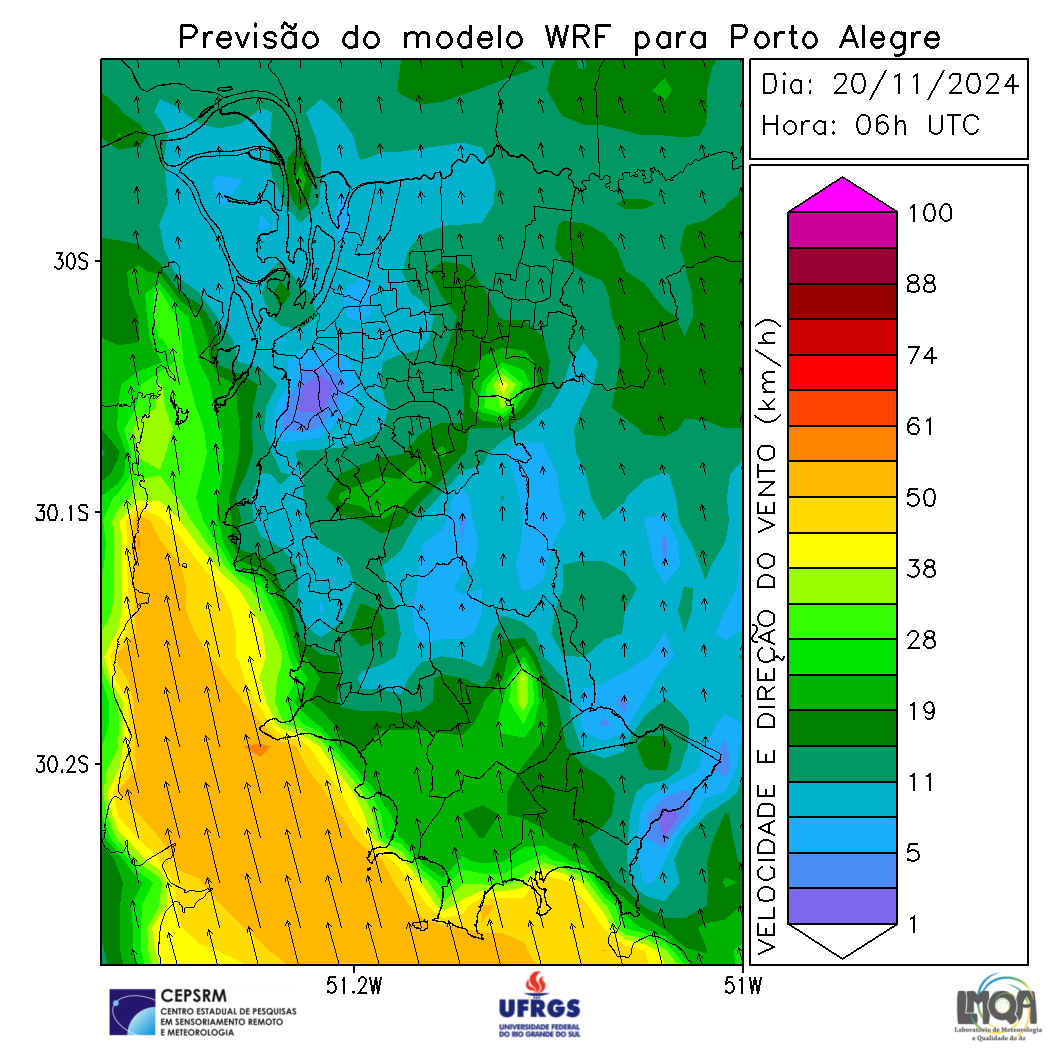 Previsão do modelo WRF para Porto Alegre
Dia: 20/11/2024
Hora: 06h UTC
30S
30.1S
30.2S
51.2W
51W
VELOCIDADE E DIREÇÃO DO VENTO (km/h)
100
88
74
61
50
38
28
19
11
5
1
CEPSRM
CENTRO ESTADUAL DE PESQUISAS
EM SENSORIAMENTO REMOTO
E METEOROLOGIA
UFRGS
UNIVERSIDADE FEDERAL
DO RIO GRANDE DO SUL
LMQA
Laboratório de Meteorologia
e Qualidade do Ar